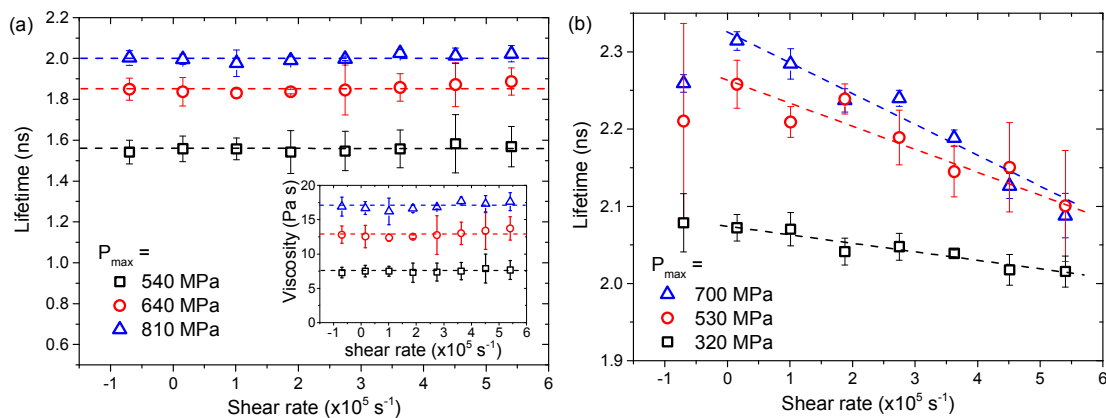 (a)
2.0
1.8
1.6
1.4
1.2
1.0
0.8
0.6
Lifetime (ns)
P_max =
540 MPa
640 MPa
810 MPa
-1 0 1 2 3 4 5 6
Shear rate (x10⁵ s⁻¹)
20
15
10
5
0
Viscosity (Pa s)
-1 0 1 2 3 4 5 6
shear rate (x10⁵ s⁻¹)
(b)
2.3
2.2
2.1
2.0
1.9
Lifetime (ns)
P_max =
700 MPa
530 MPa
320 MPa
-1 0 1 2 3 4 5 6
Shear rate (x10⁵ s⁻¹)